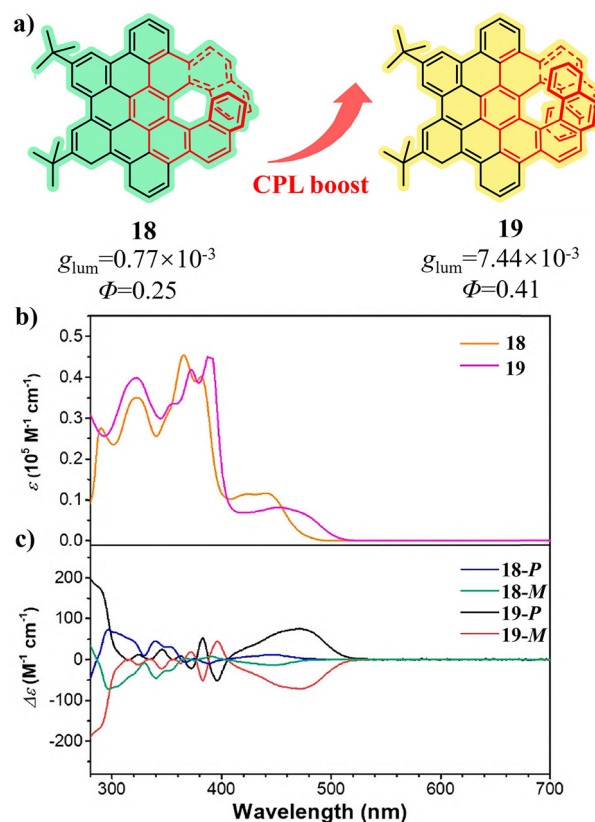 a)
CPL boost
18
19
g_lum=0.77×10⁻³
g_lum=7.44×10⁻³
Φ=0.25
Φ=0.41
b)
0.5
0.4
0.3
0.2
0.1
0.0
ε (10⁵ M⁻¹ cm⁻¹)
18
19
c)
200
100
0
-100
-200
Δε (M⁻¹ cm⁻¹)
18-P
18-M
19-P
19-M
300 400 500 600 700
Wavelength (nm)